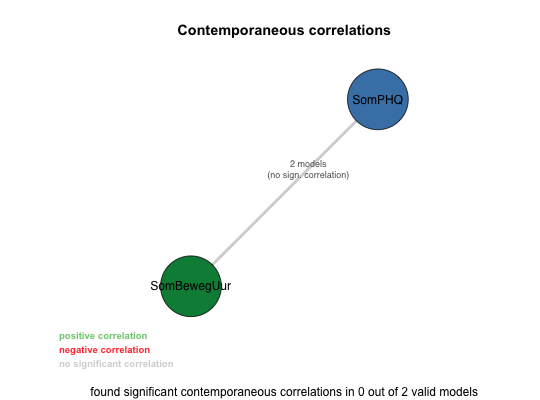 Contemporaneous correlations
SomPHQ
2 models
(no sign. correlation)
SomBewegUur
positive correlation
negative correlation
no significant correlation
found significant contemporaneous correlations in 0 out of 2 valid models